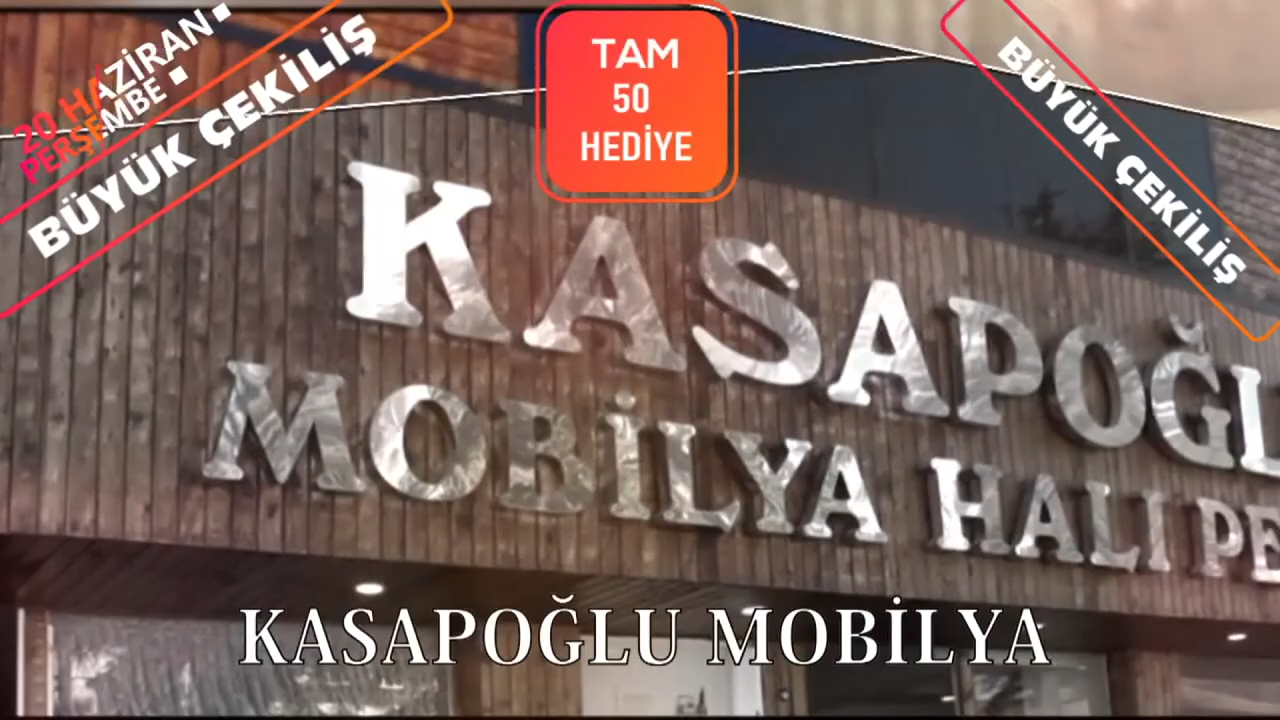 20 HAZİRAN
PERŞEMBE
BÜYÜK ÇEKİLİŞ
TAM
50
HEDİYE
BÜYÜK ÇEKİLİŞ
KASAPOĞL
MOBİLYA HALI PE
KASAPOĞLU MOBİLYA